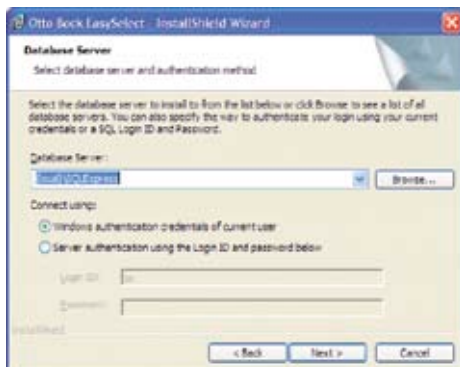 Otto Bock EasySelect - InstallShield Wizard
Database Server
Select database server and authentication method
Select the database server to install to from the list below or click Browse to see a list of all
database servers. You can also specify the way to authenticate your login using your current
credentials or a SQL Login ID and Password.
Database Server:
Browse...
Connect using:
Windows authentication credentials of current user
Server authentication using the Login ID and password below
Login ID:
Password:
InstallShield
< Back
Next >
Cancel